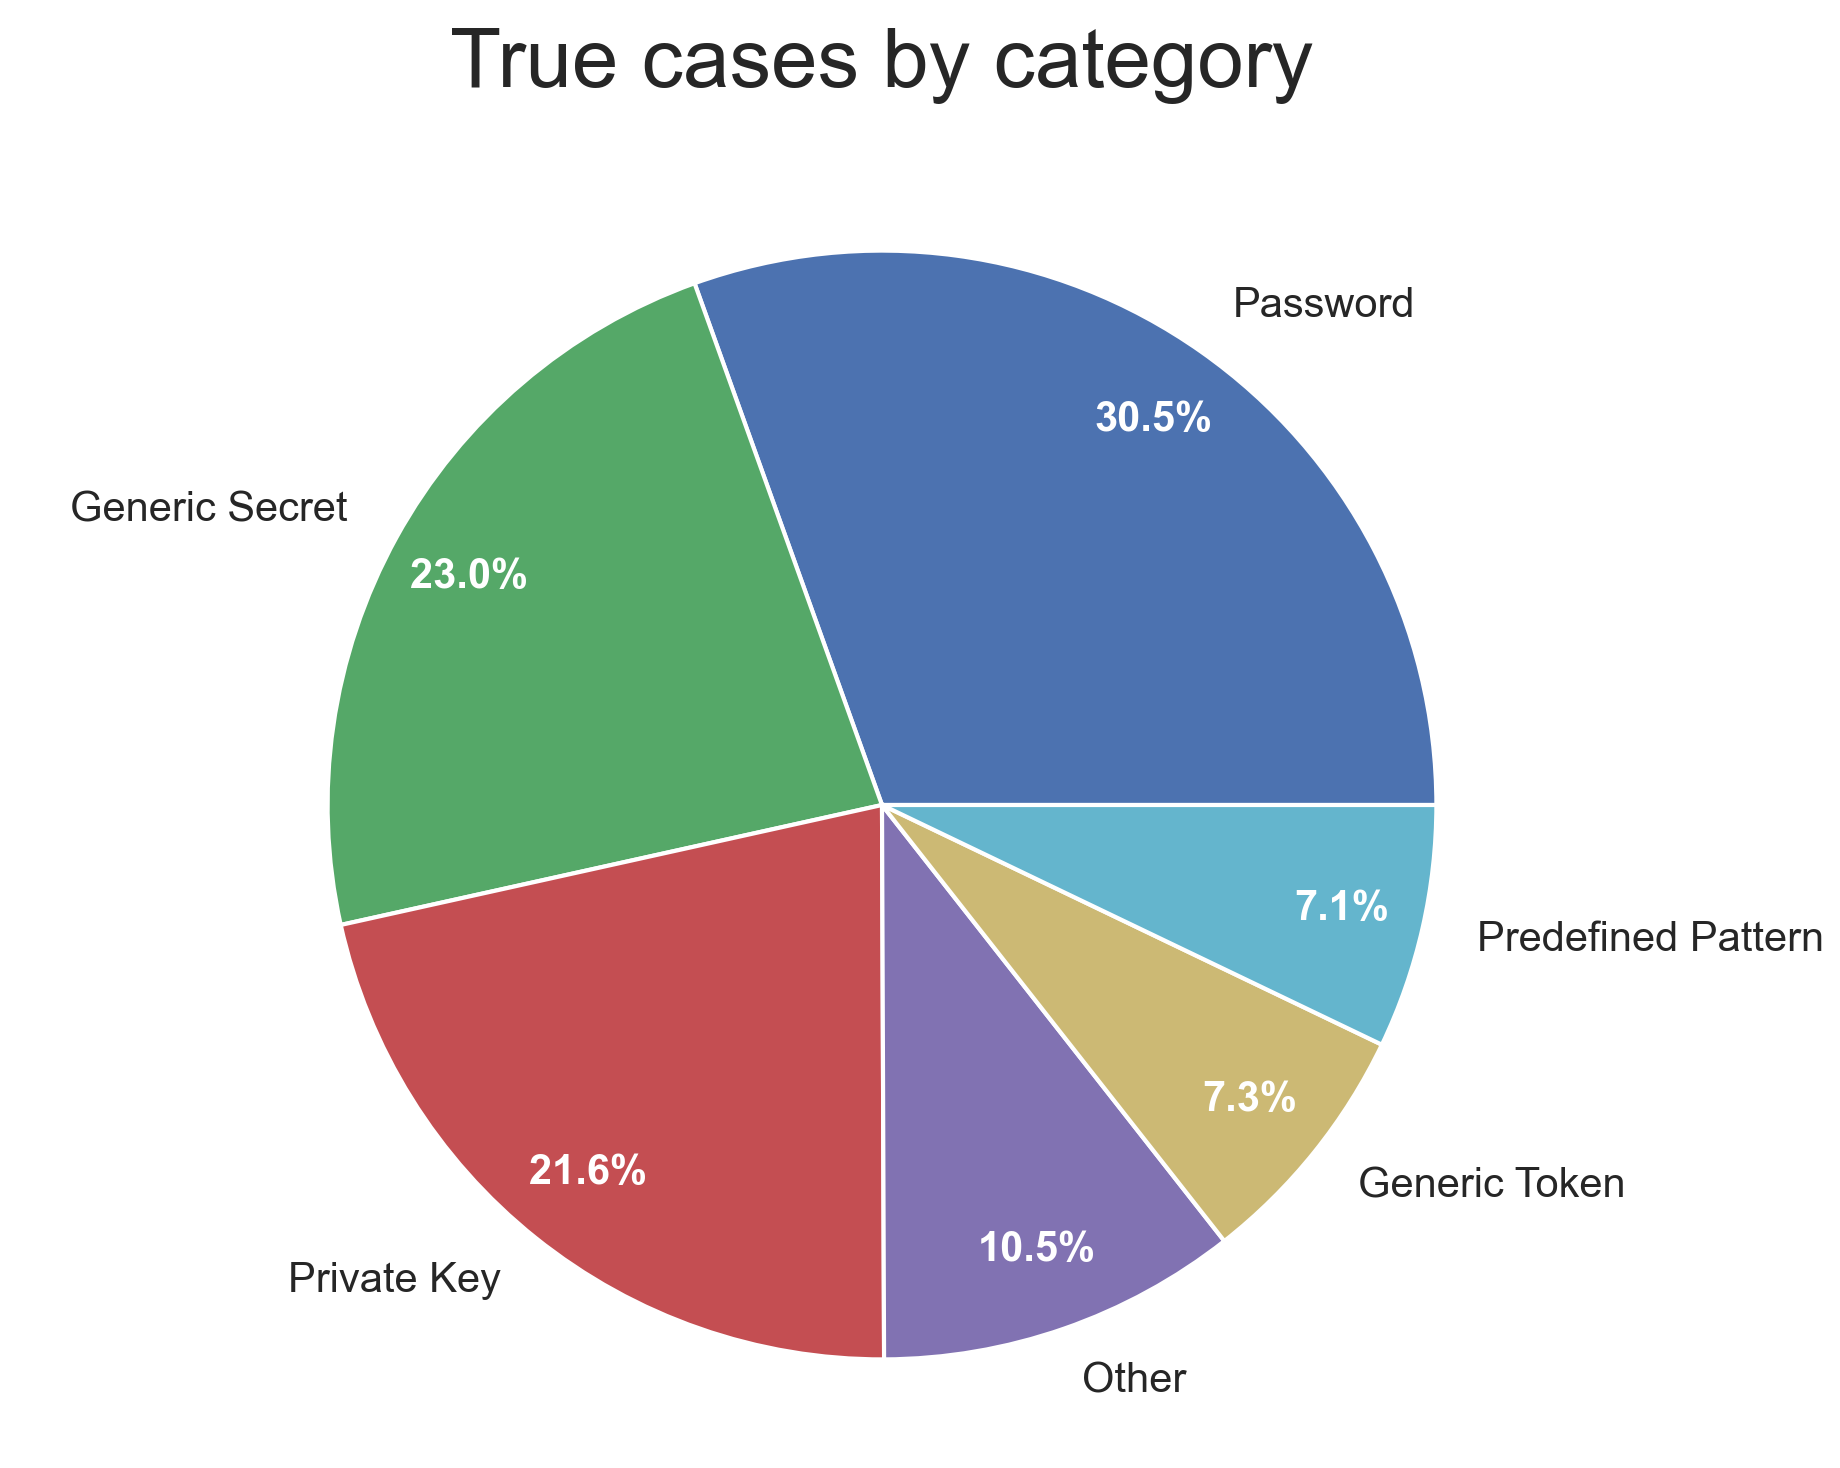 True cases by category
Password
30.5%
Generic Secret
23.0%
7.1%
Predefined Pattern
7.3%
Generic Token
21.6%
Private Key
10.5%
Other